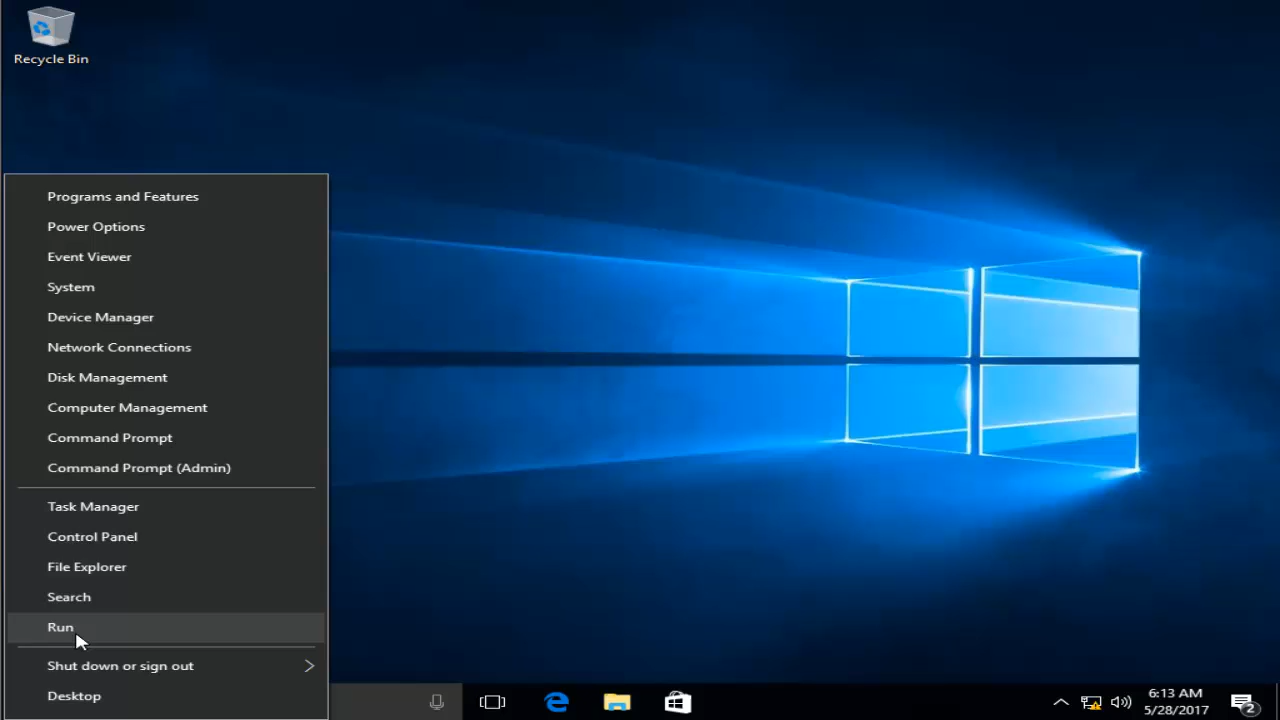 Recycle Bin
Programs and Features
Power Options
Event Viewer
System
Device Manager
Network Connections
Disk Management
Computer Management
Command Prompt
Command Prompt (Admin)
Task Manager
Control Panel
File Explorer
Search
Run
Shut down or sign out
Desktop
6:13 AM
5/28/2017
2